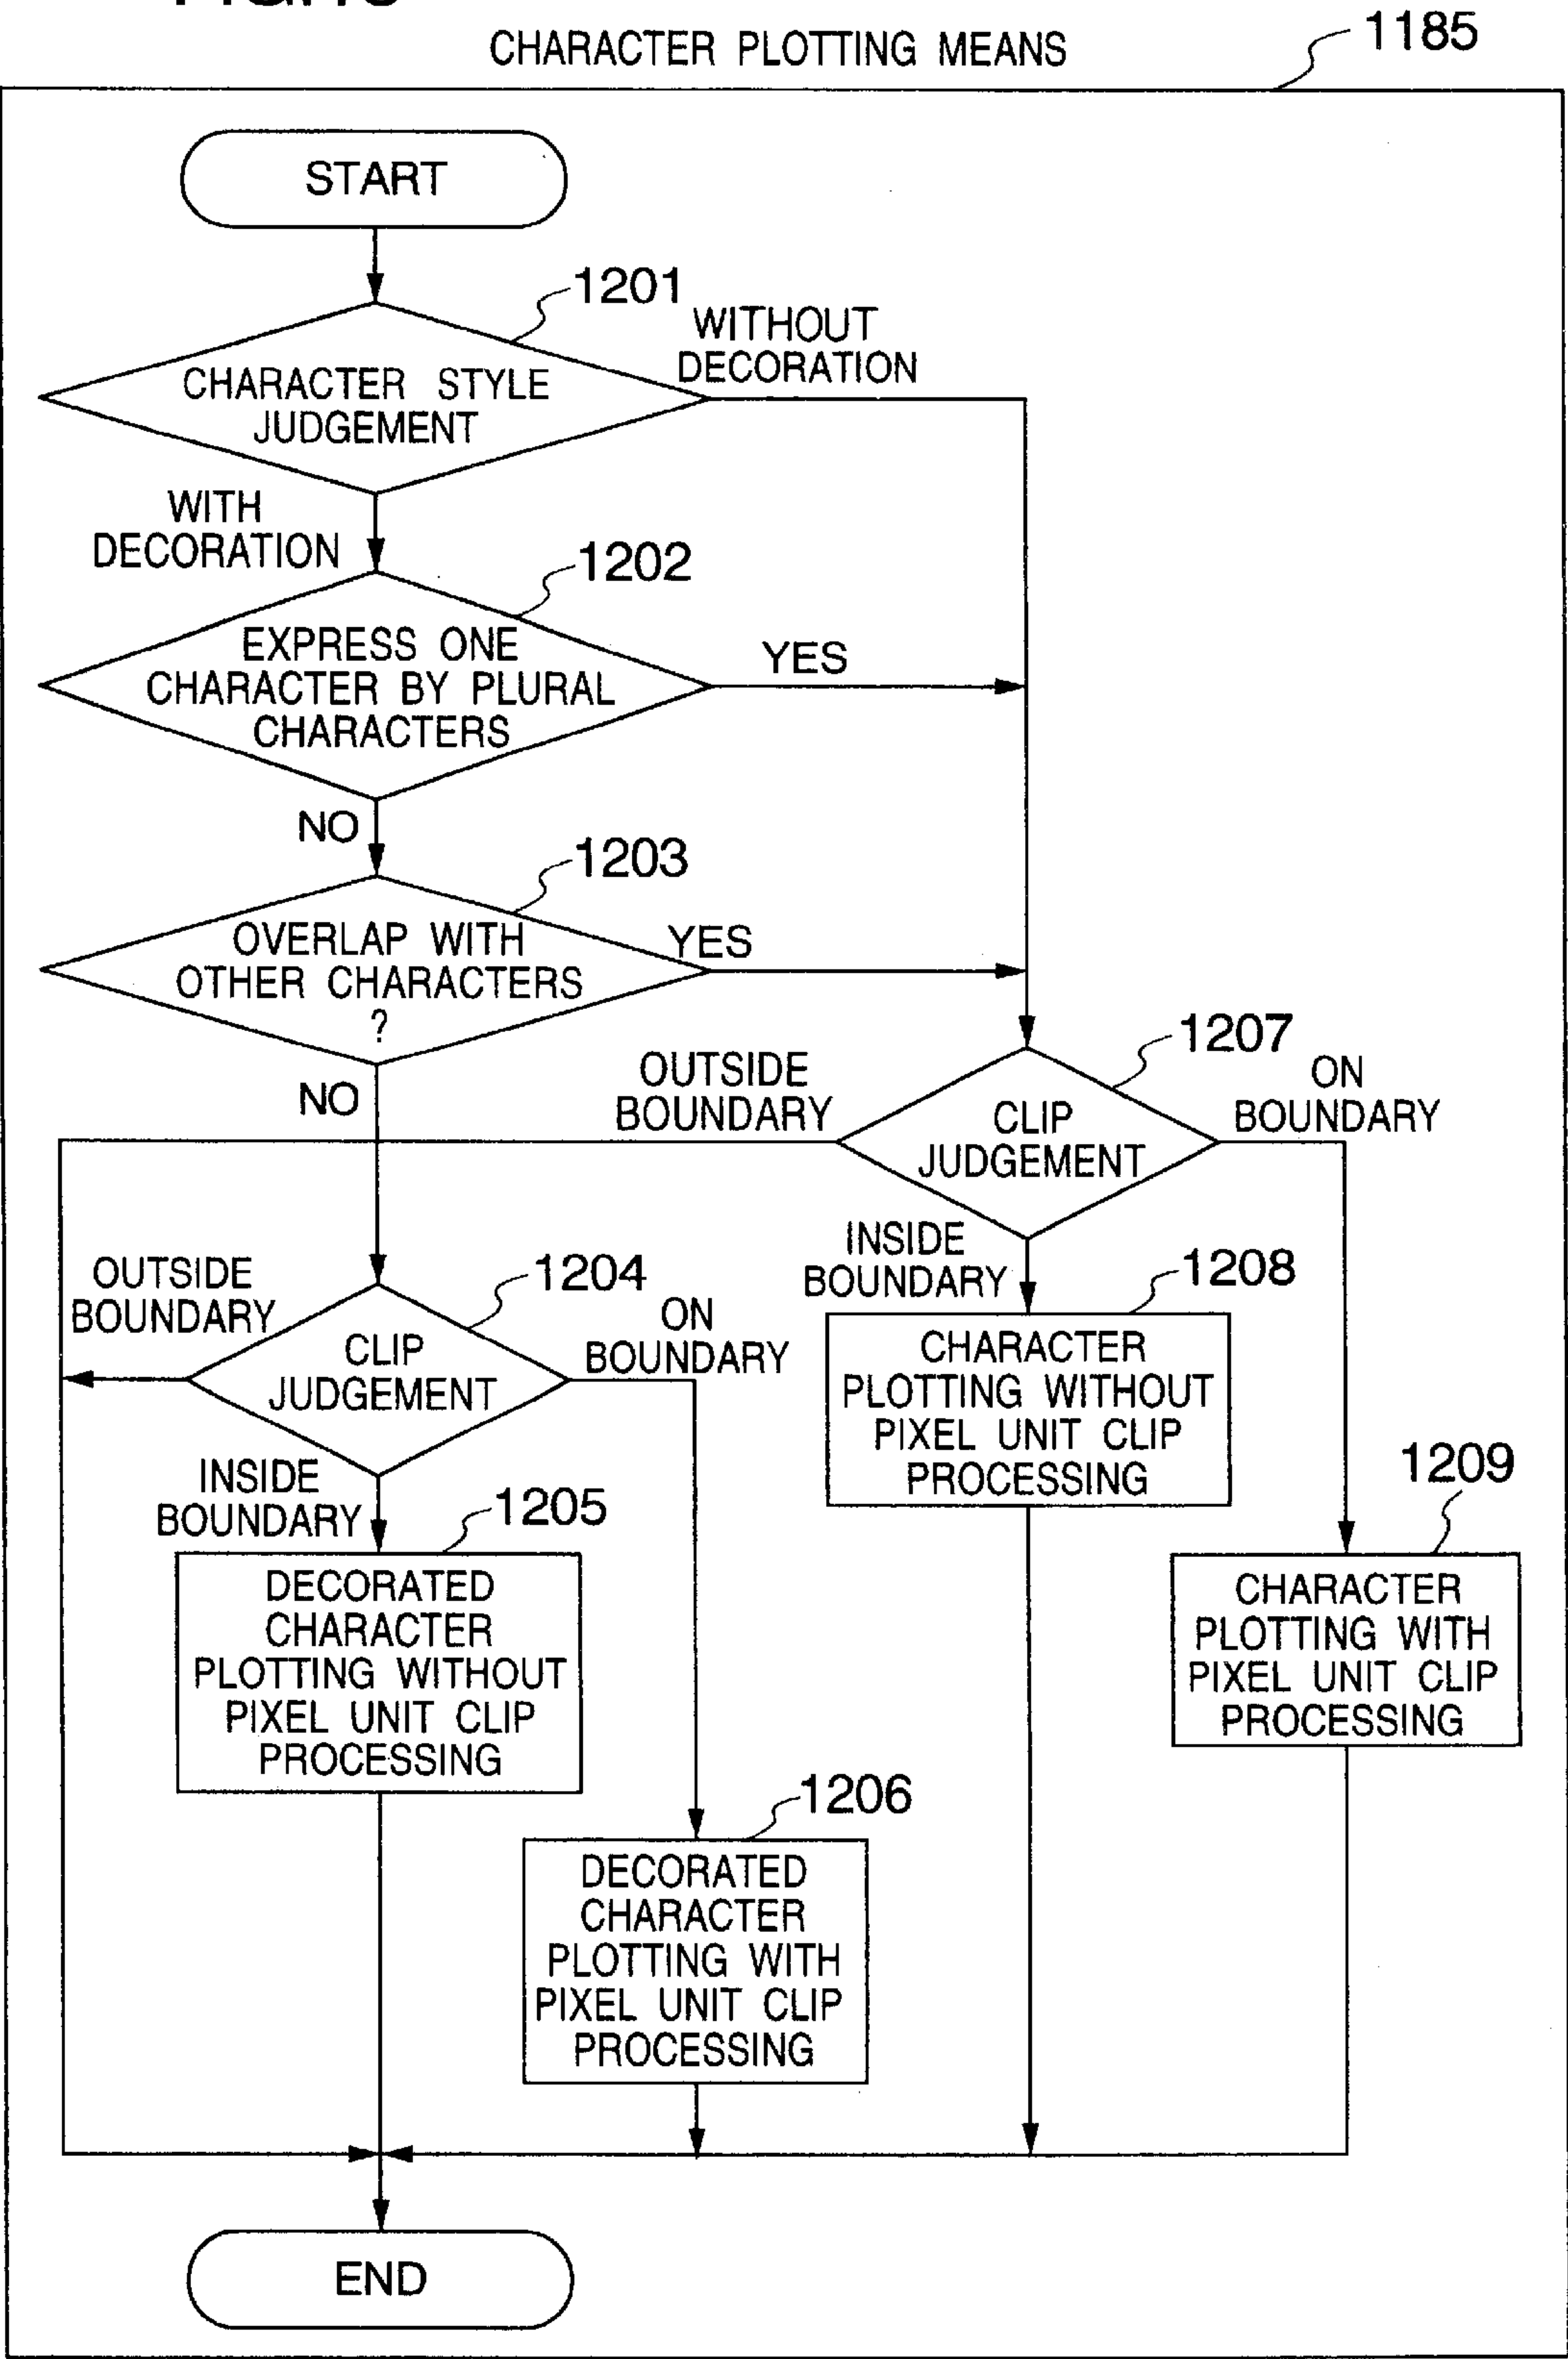 CHARACTER PLOTTING MEANS
1185
START
1201
CHARACTER STYLE
JUDGEMENT
WITHOUT
DECORATION
WITH
DECORATION
1202
EXPRESS ONE
CHARACTER BY PLURAL
CHARACTERS
YES
NO
1203
OVERLAP WITH
OTHER CHARACTERS
?
YES
NO
1207
CLIP
JUDGEMENT
OUTSIDE
BOUNDARY
ON
BOUNDARY
INSIDE
BOUNDARY
1204
CLIP
JUDGEMENT
OUTSIDE
BOUNDARY
ON
BOUNDARY
INSIDE
BOUNDARY
1208
CHARACTER
PLOTTING WITHOUT
PIXEL UNIT CLIP
PROCESSING
1209
CHARACTER
PLOTTING WITH
PIXEL UNIT CLIP
PROCESSING
1205
DECORATED
CHARACTER
PLOTTING WITHOUT
PIXEL UNIT CLIP
PROCESSING
1206
DECORATED
CHARACTER
PLOTTING WITH
PIXEL UNIT CLIP
PROCESSING
END